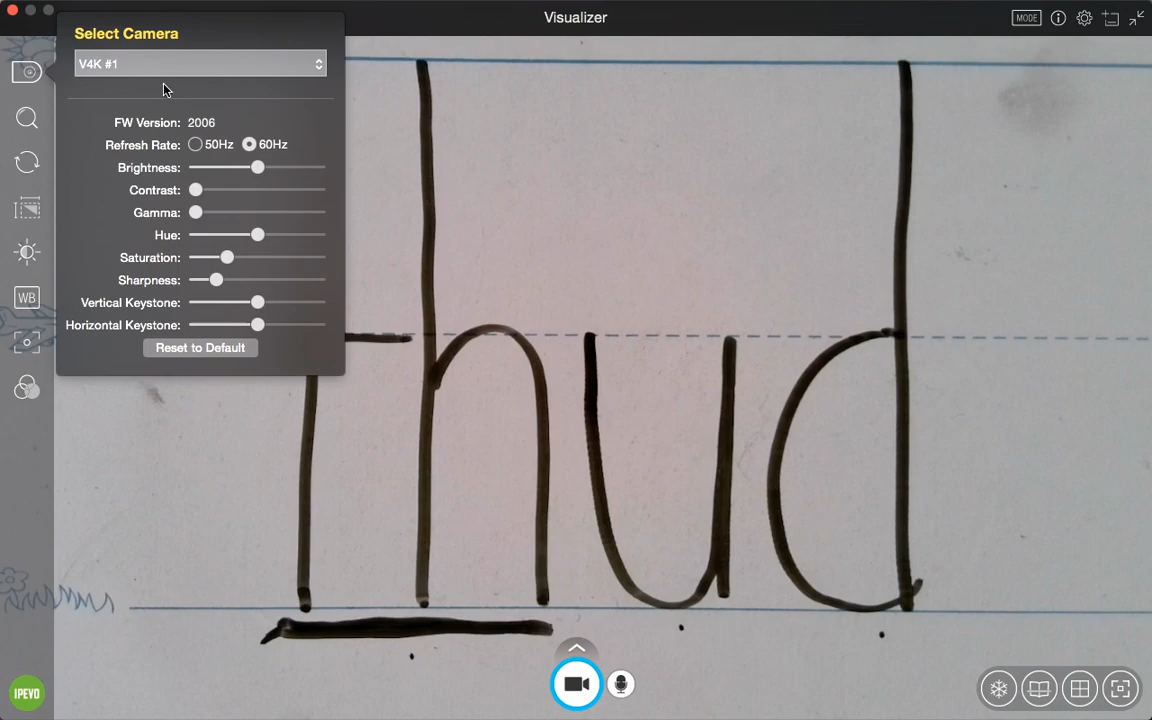 Visualizer
MODE
Select Camera
V4K #1
FW Version: 2006
Refresh Rate: 50Hz 60Hz
Brightness:
Contrast:
Gamma:
Hue:
Saturation:
Sharpness:
Vertical Keystone:
Horizontal Keystone:
Reset to Default
WB
thud
IPEVO